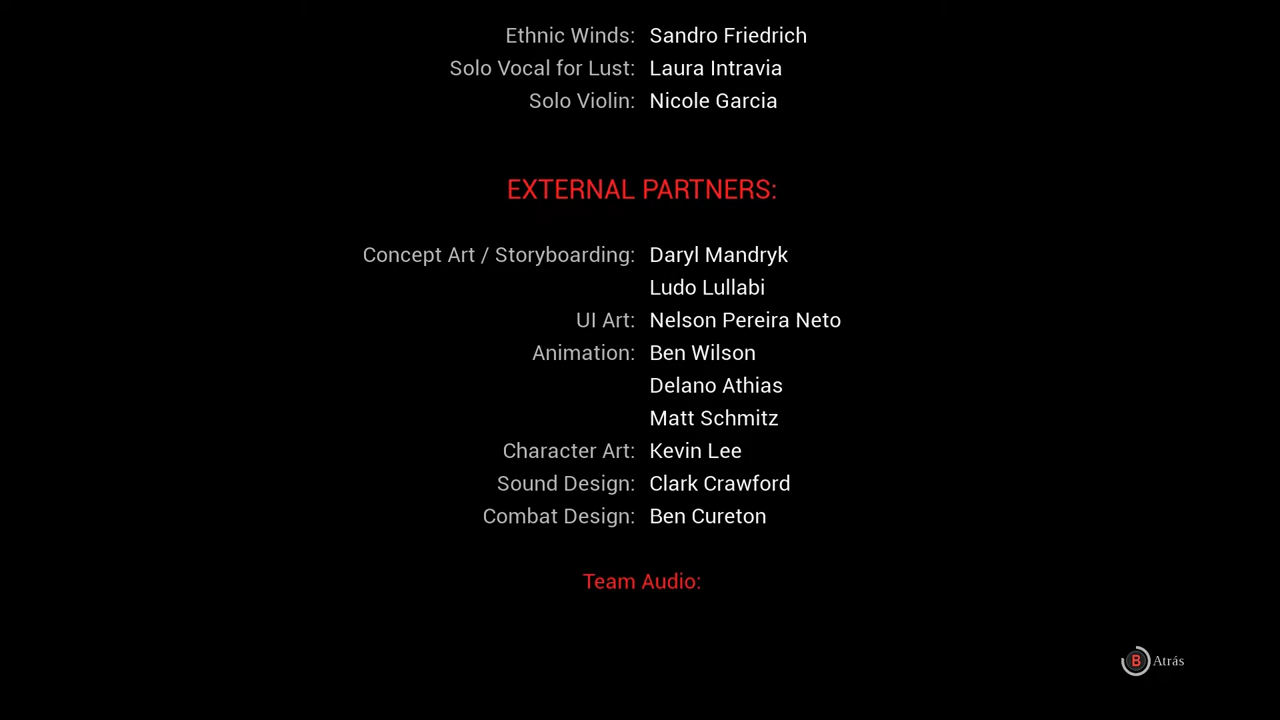 Ethnic Winds: Sandro Friedrich
Solo Vocal for Lust: Laura Intravia
Solo Violin: Nicole Garcia
EXTERNAL PARTNERS:
Concept Art / Storyboarding: Daryl Mandryk
Ludo Lullabi
UI Art: Nelson Pereira Neto
Animation: Ben Wilson
Delano Athias
Matt Schmitz
Character Art: Kevin Lee
Sound Design: Clark Crawford
Combat Design: Ben Cureton
Team Audio:
B Atrás